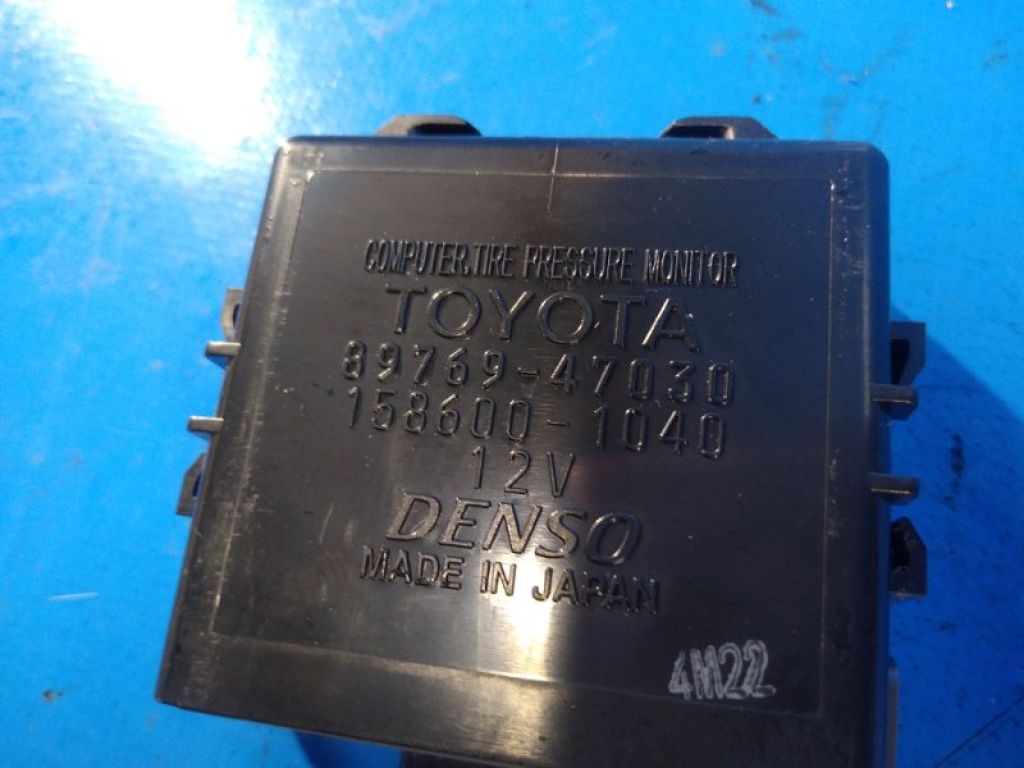 COMPUTER,TIRE PRESSURE MONITOR
TOYOTA
89769-47030
158600-1040
12V
DENSO
MADE IN JAPAN
4M22